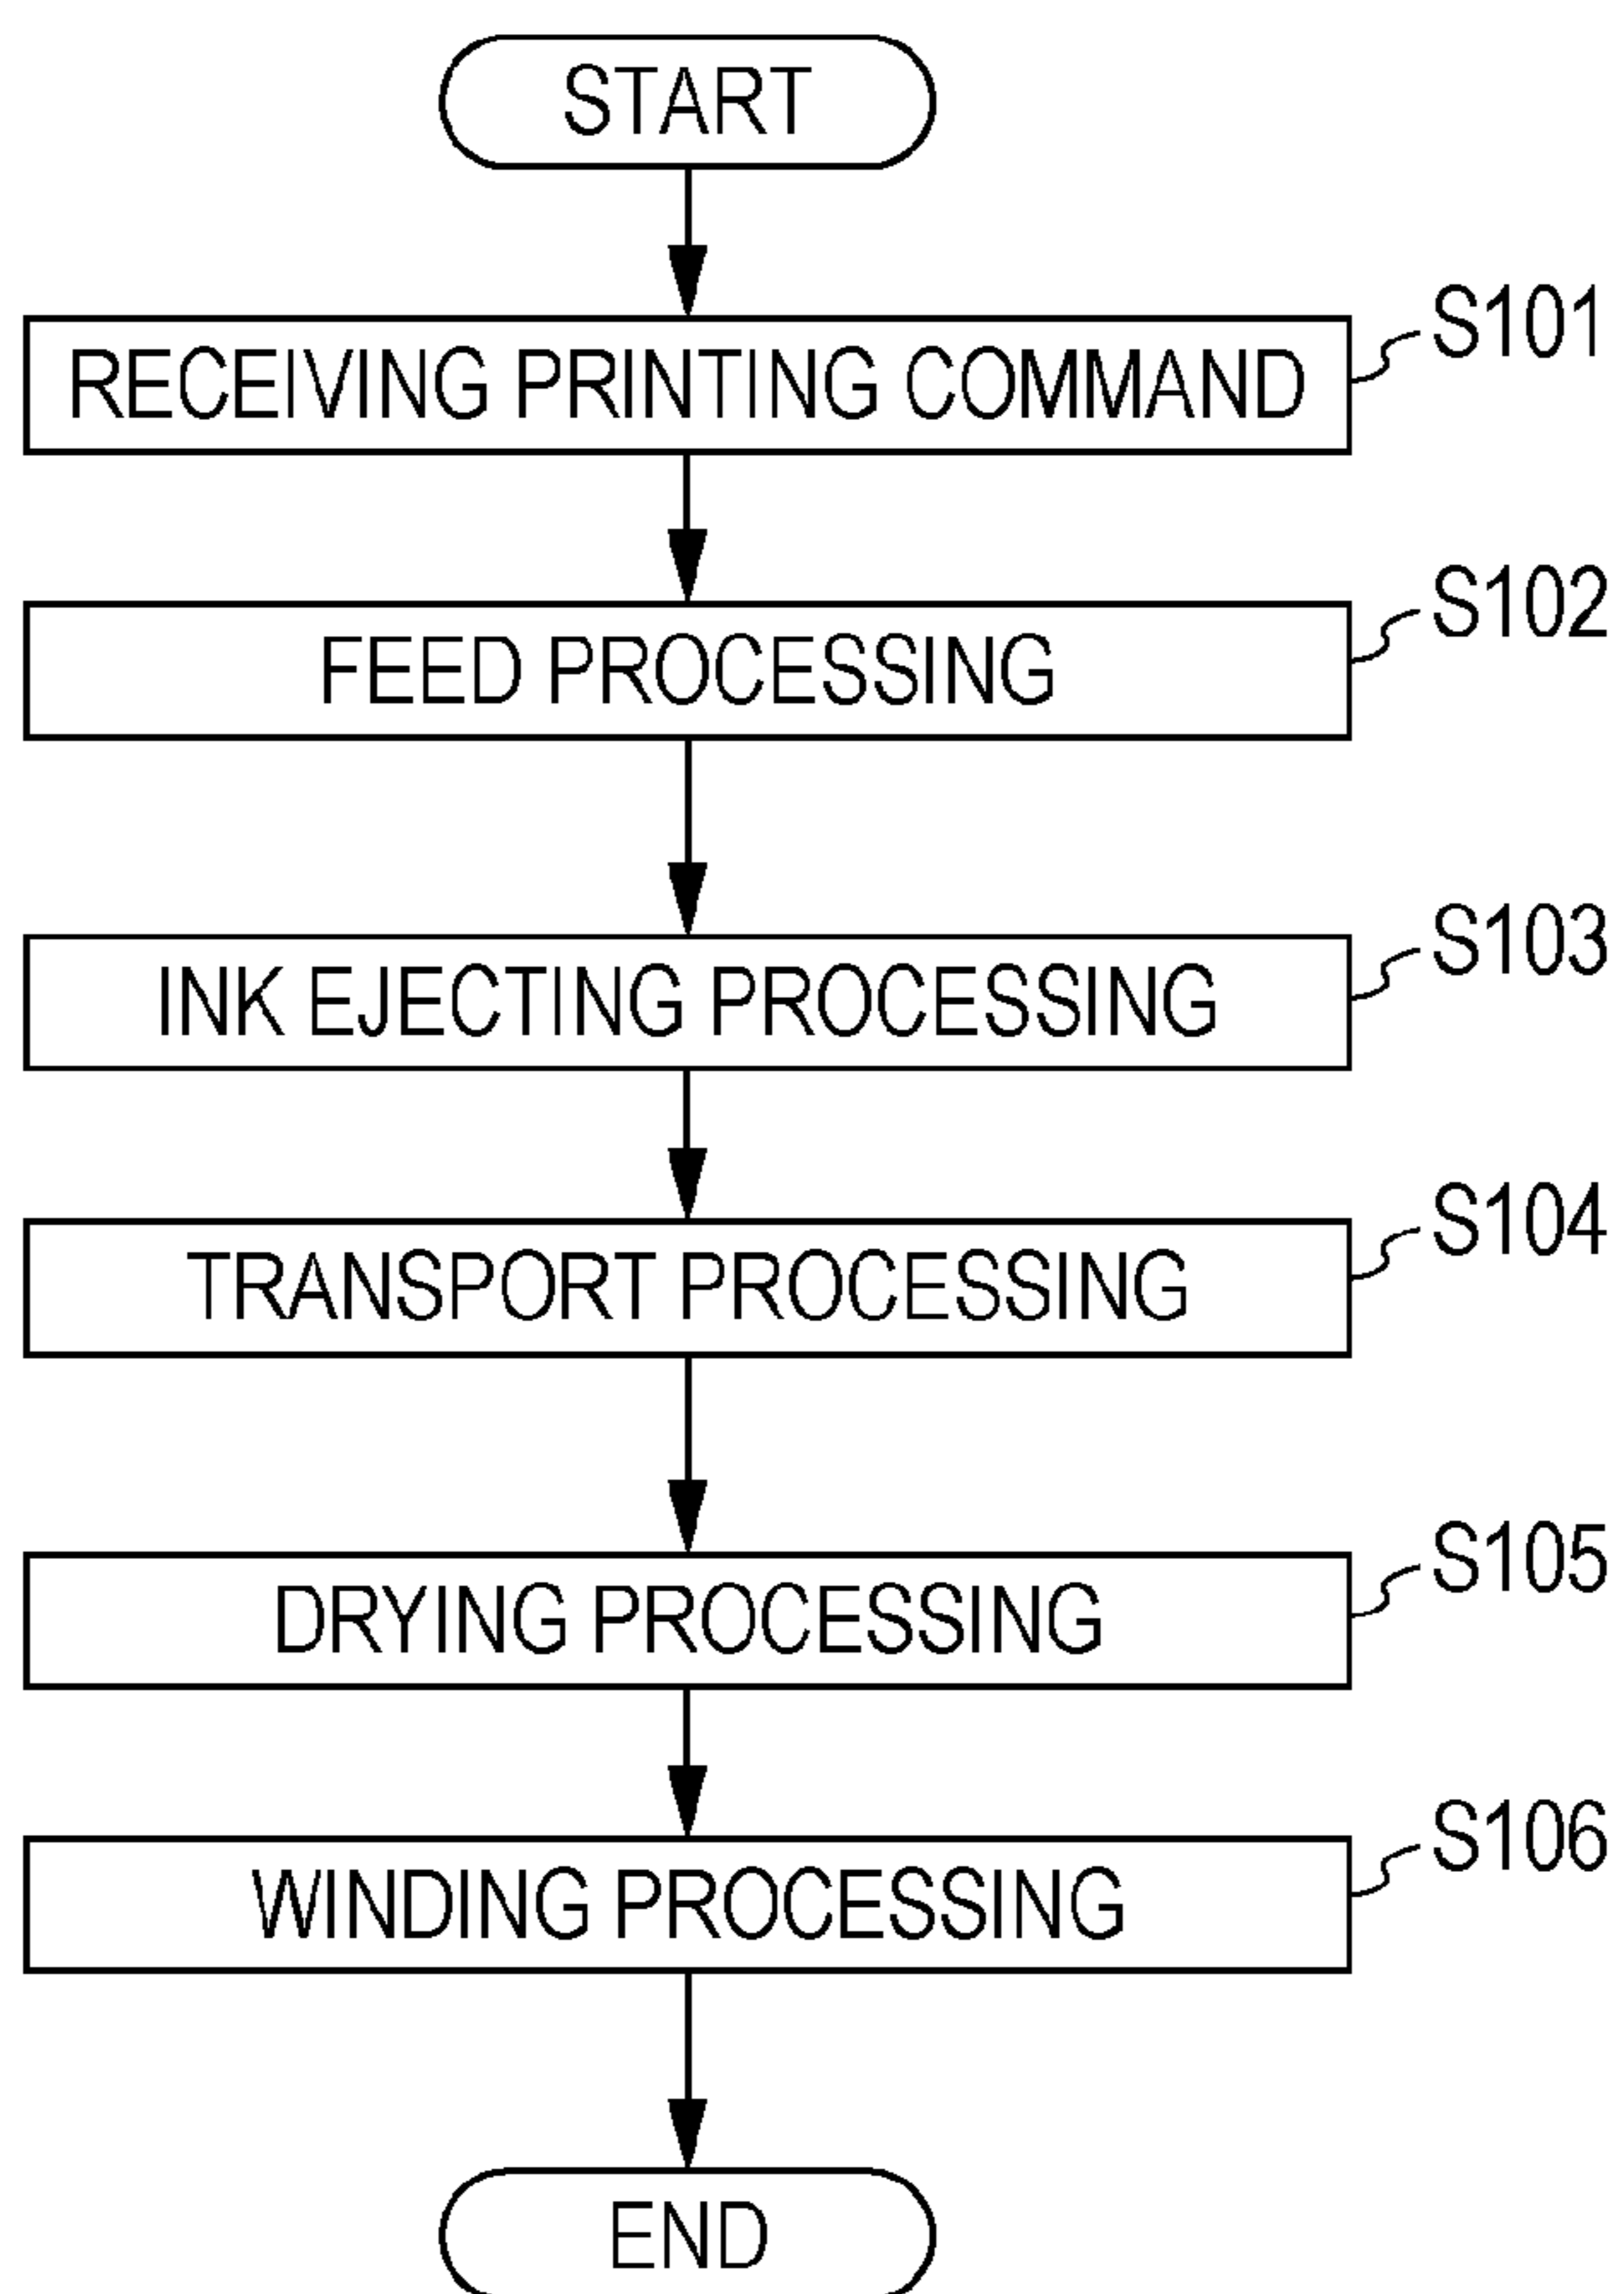 START
RECEIVING PRINTING COMMAND
S101
FEED PROCESSING
S102
INK EJECTING PROCESSING
S103
TRANSPORT PROCESSING
S104
DRYING PROCESSING
S105
WINDING PROCESSING
S106
END